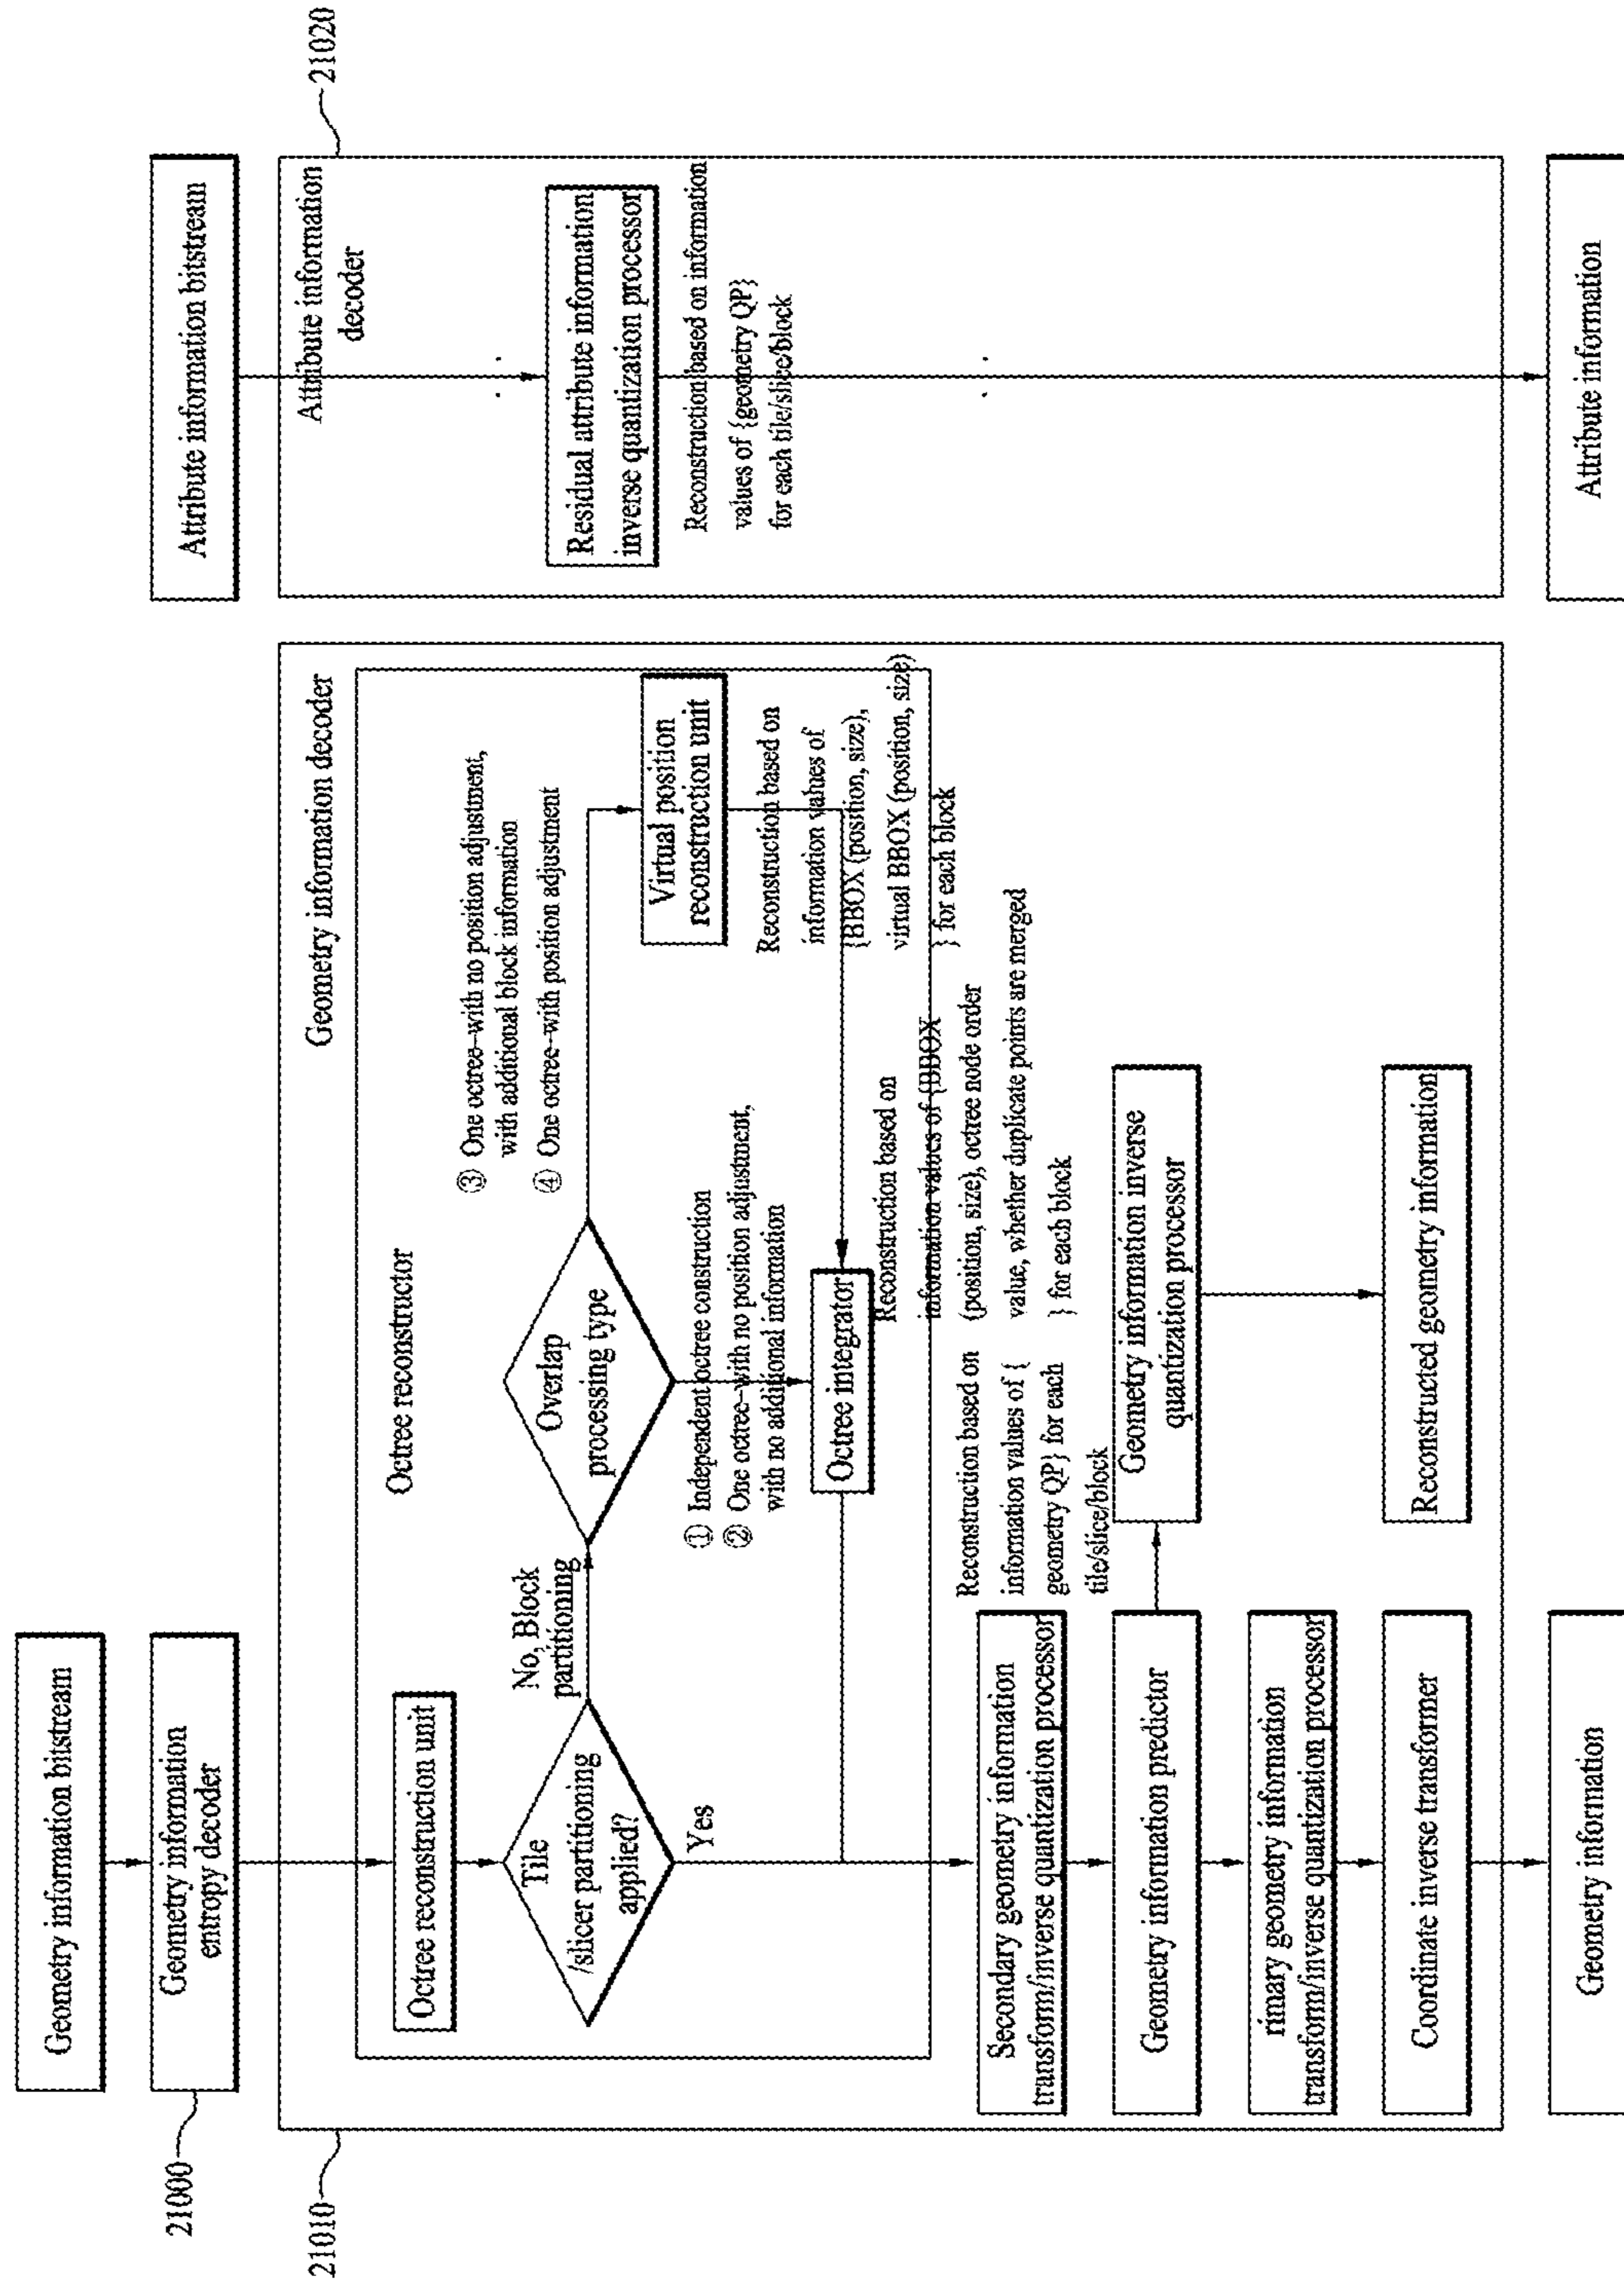 Geometry information bitstream
21000
Geometry information
entropy decoder
21010
Geometry information decoder
Octree reconstructor
Octree reconstruction unit
Tile
/slicer partitioning
applied?
Yes
No, Block
partitioning
Overlap
processing type
① Independent octree construction
② One octree-with no position adjustment,
with no additional information
③ One octree-with no position adjustment,
with additional block information
④ One octree-with position adjustment
Virtual position
reconstruction unit
Reconstruction based on
information values of
{BBOX (position, size),
virtual BBOX (position, size)
} for each block
Octree integrator
Reconstruction based on
information values of {BBOX
(position, size), octree node order
value, whether duplicate points are merged
} for each block
Secondary geometry information
transform/inverse quantization processor
Reconstruction based on
information values of {
geometry QP} for each
tile/slice/block
Geometry information predictor
Geometry information inverse
quantization processor
rimary geometry information
transform/inverse quantization processor
Coordinate inverse transformer
Reconstructed geometry information
Geometry information
Attribute information bitstream
21020
Attribute information
decoder
Residual attribute information
inverse quantization processor
Reconstruction based on information
values of {geometry QP}
for each tile/slice/block
Attribute information